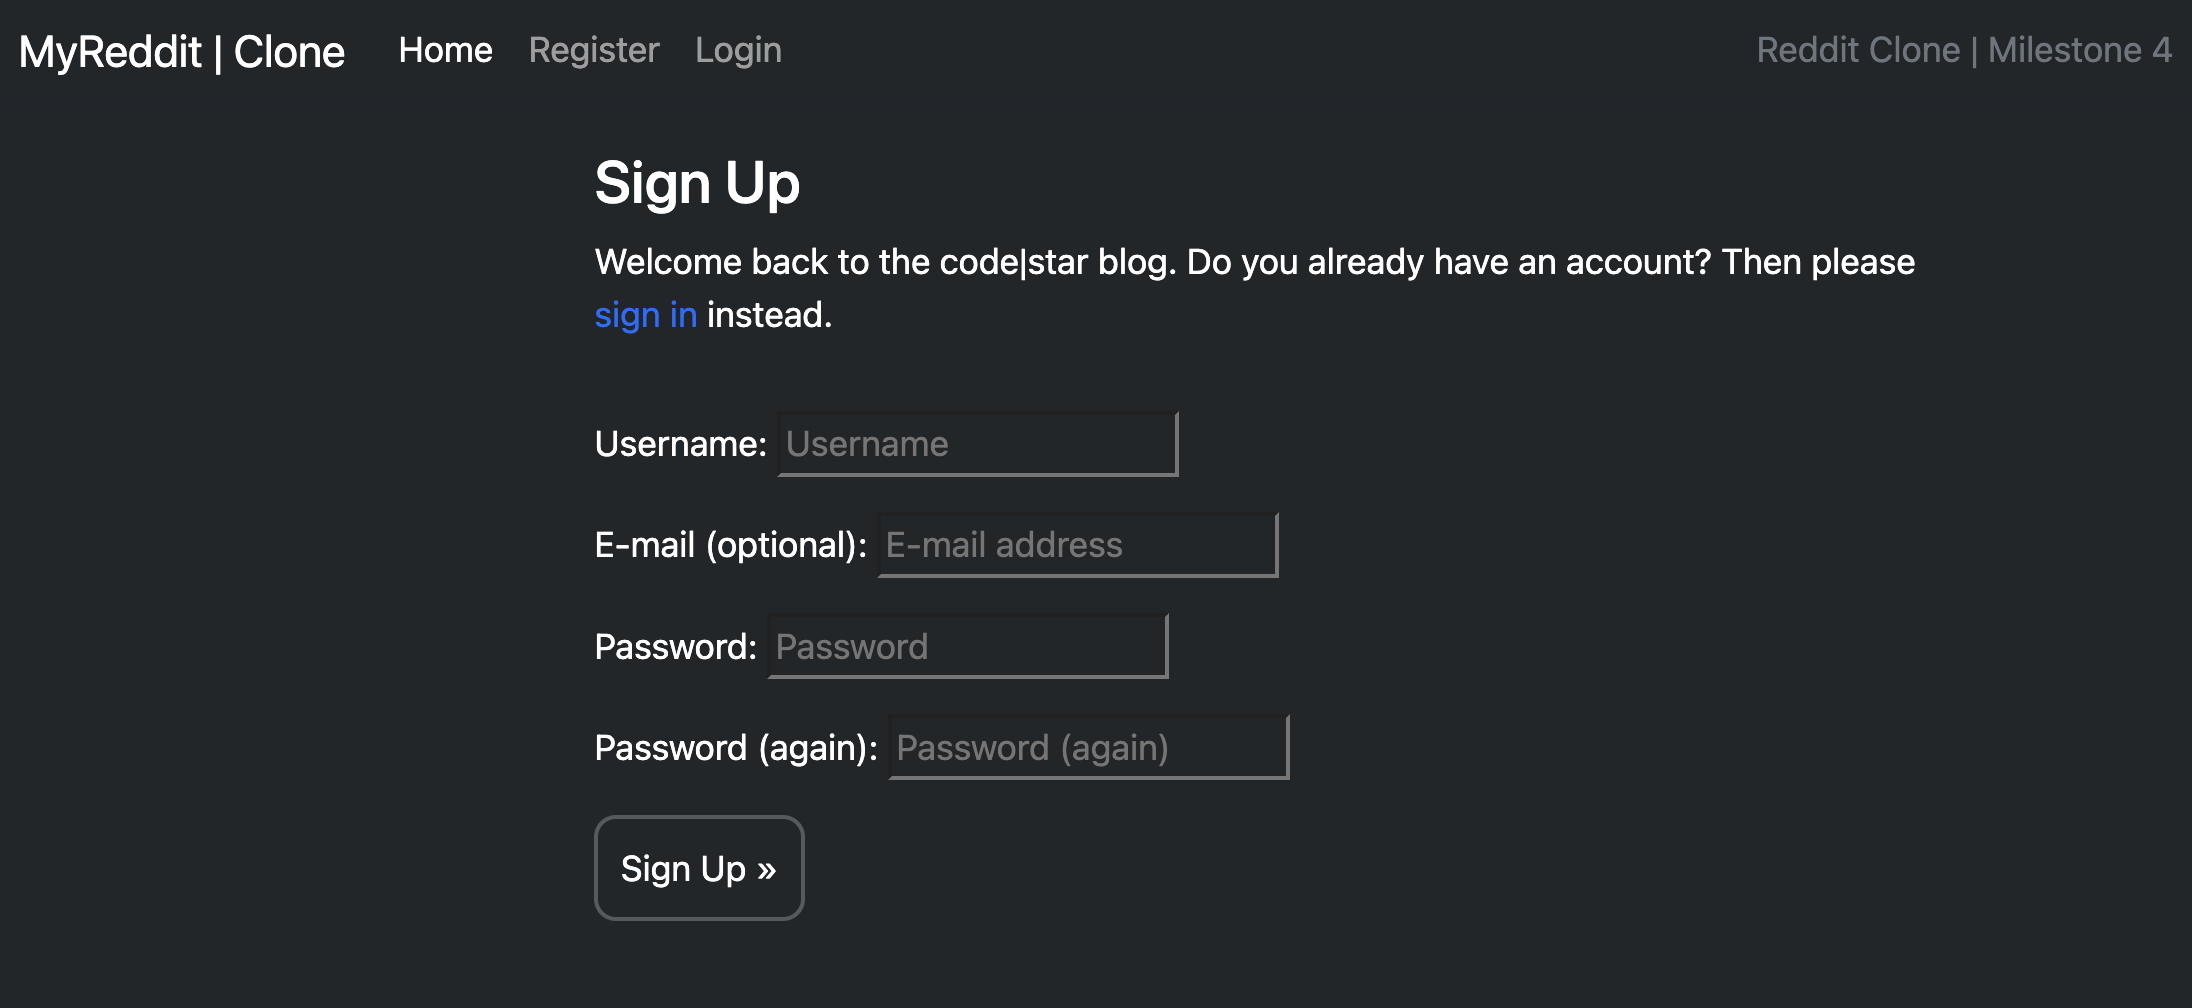 MyReddit | Clone Home Register Login Reddit Clone | Milestone 4
Sign Up
Welcome back to the code|star blog. Do you already have an account? Then please
sign in instead.
Username: Username
E-mail (optional): E-mail address
Password: Password
Password (again): Password (again)
Sign Up »